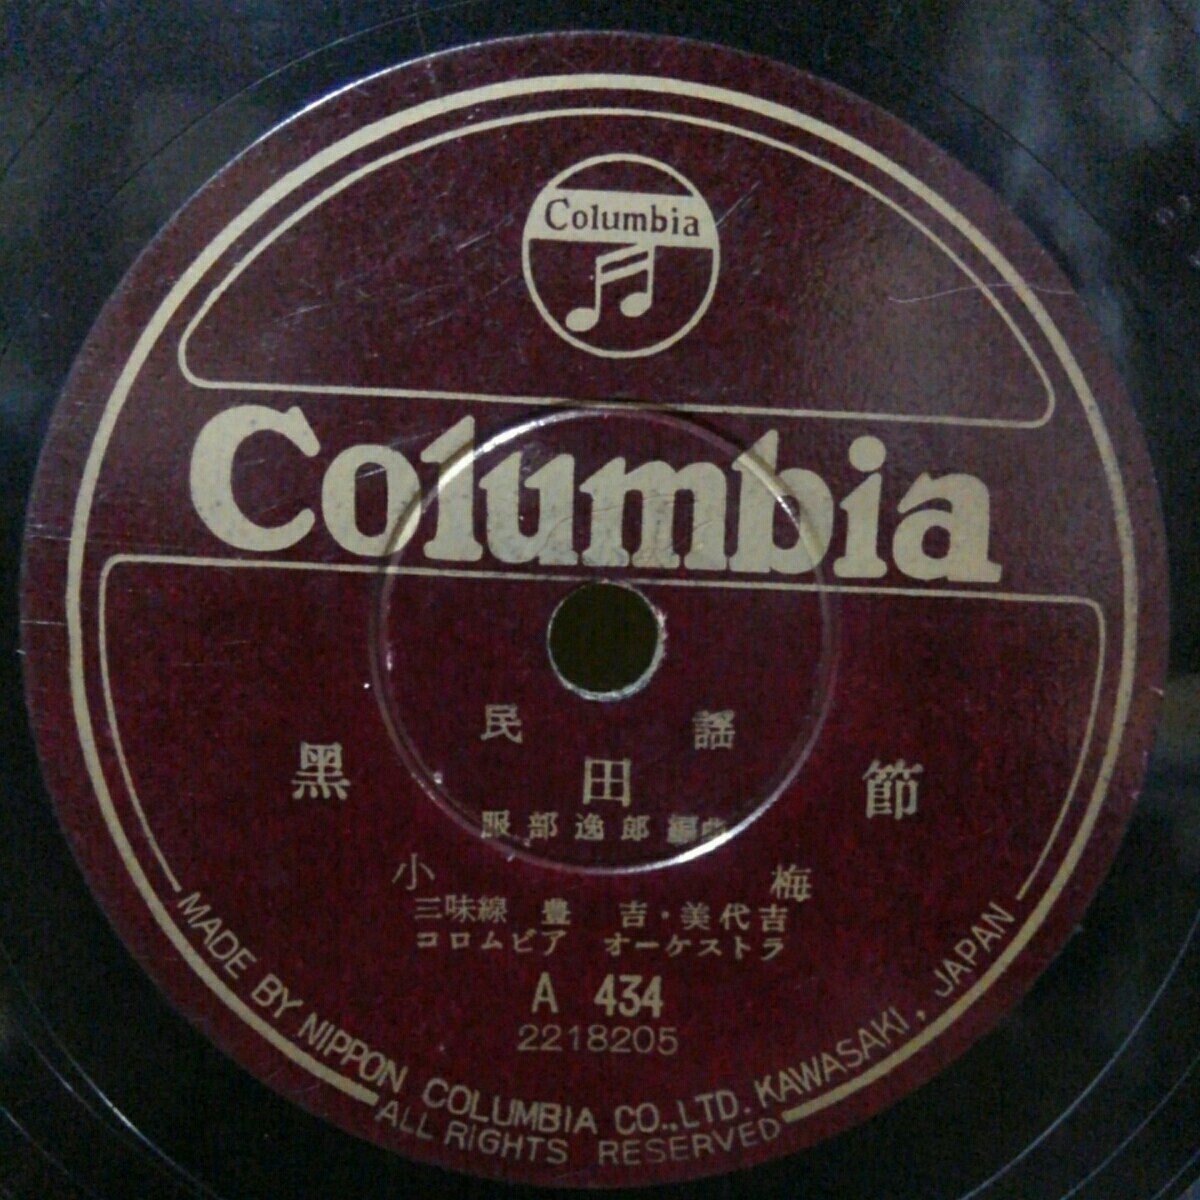 Columbia
Columbia
民謡
黑田節
服部逸郎 編曲
小梅
三味線 豊吉・美代吉
コロムビア オーケストラ
A 434
2218205
MADE BY NIPPON COLUMBIA CO.,LTD. KAWASAKI, JAPAN
ALL RIGHTS RESERVED